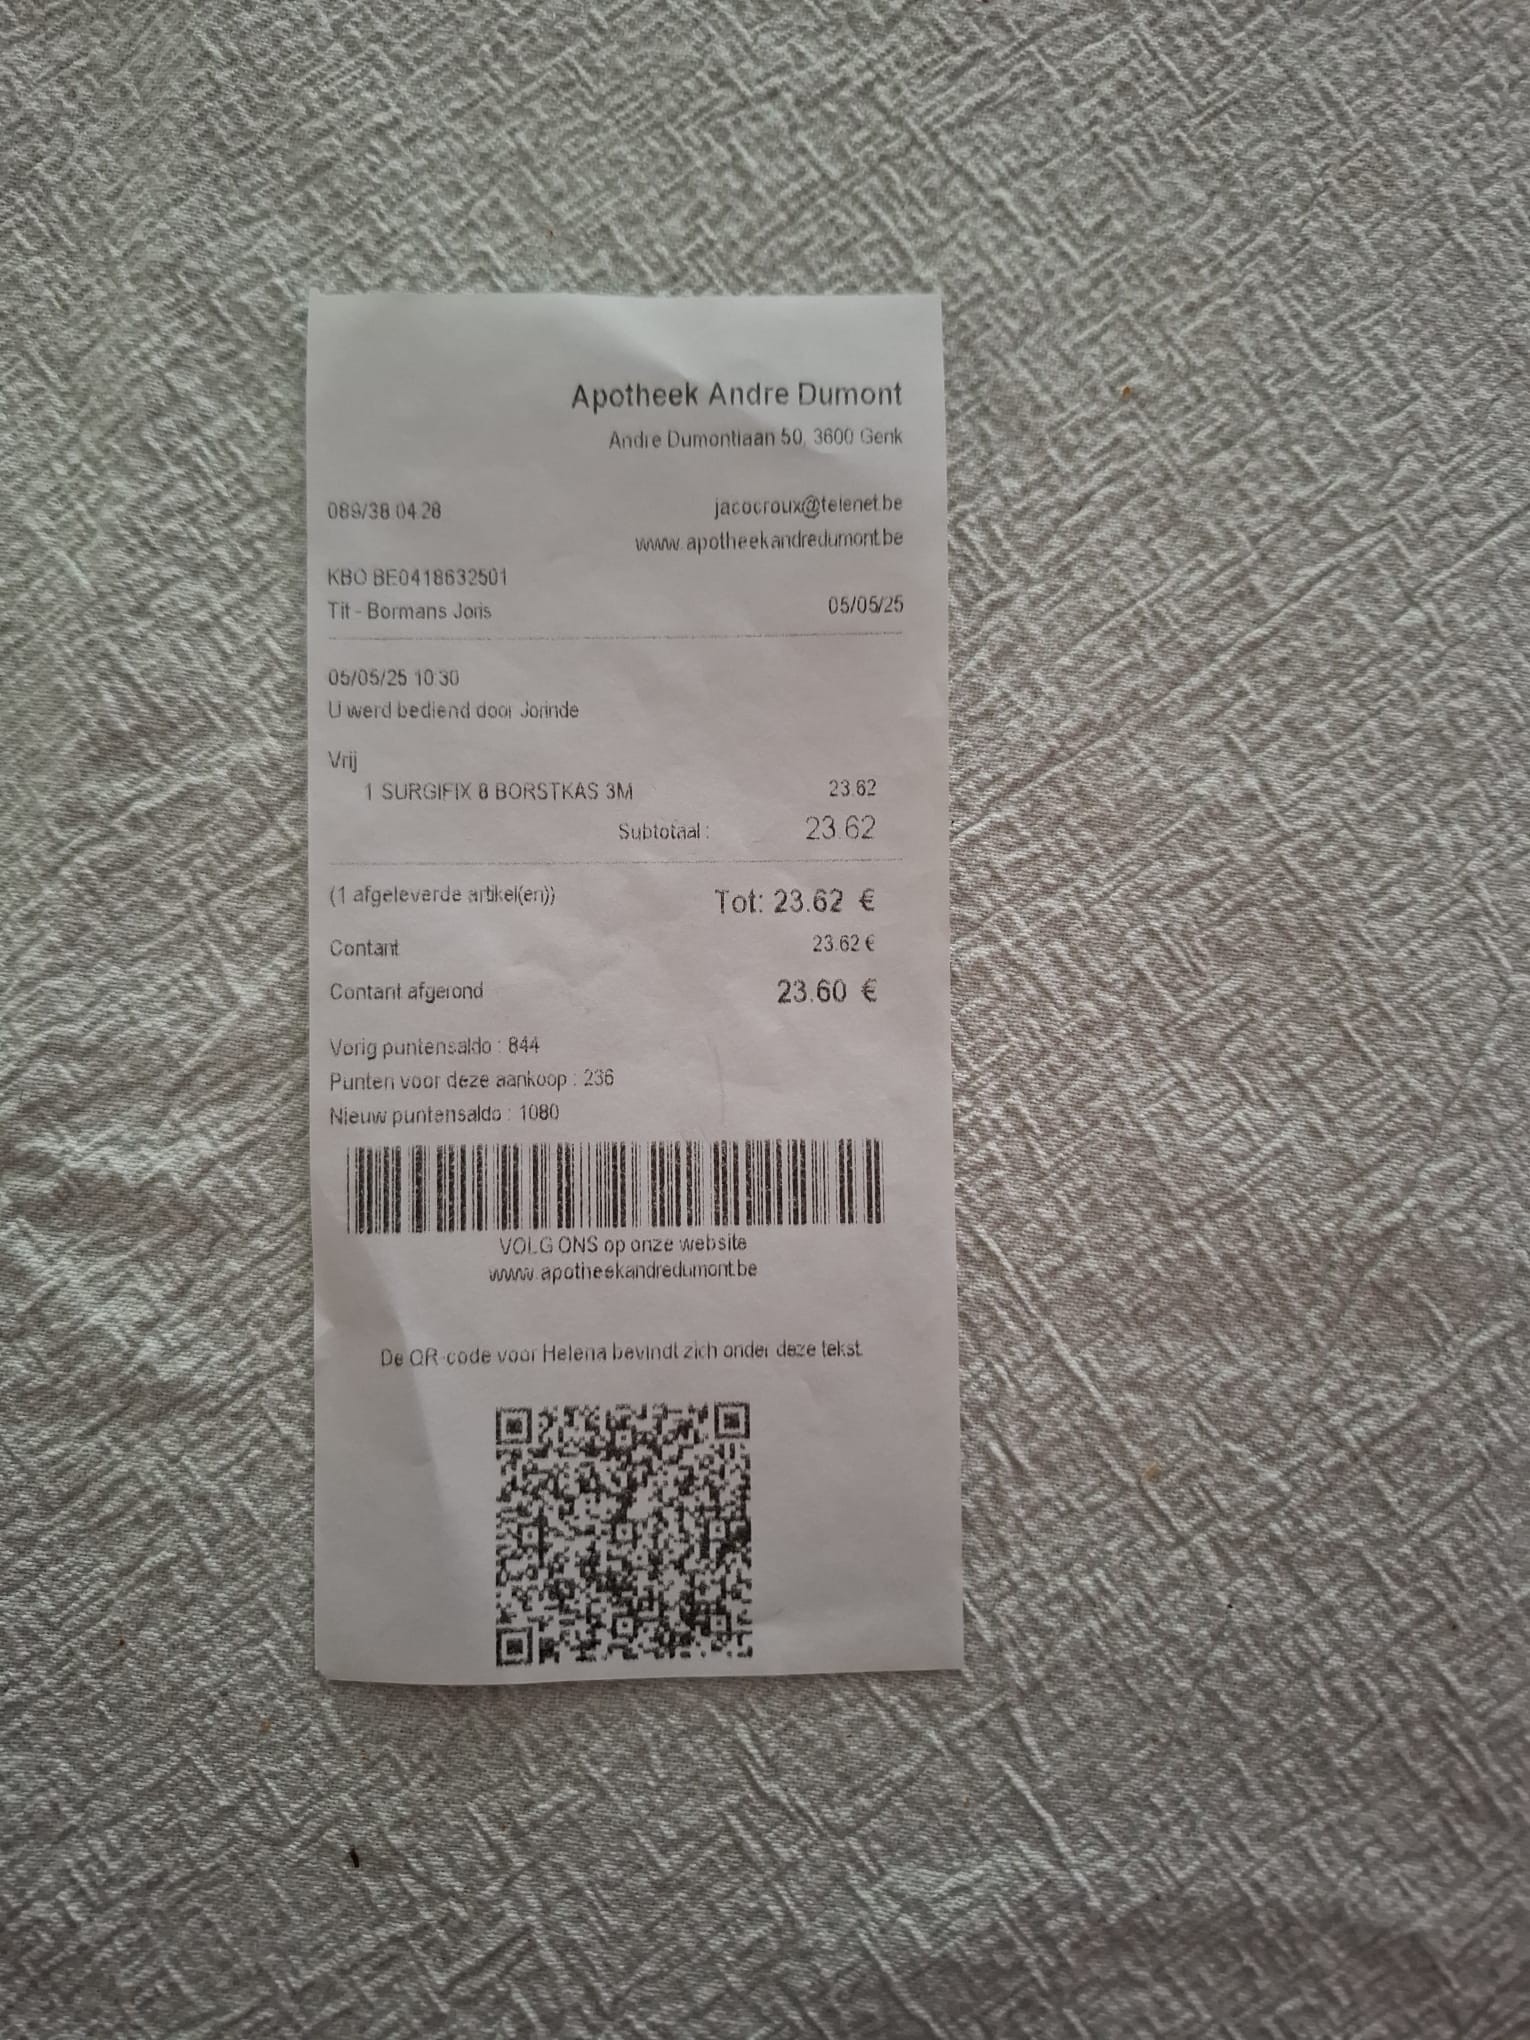 Apotheek Andre Dumont
Andre Dumontlaan 50, 3600 Genk
089/38.04.28
jacocroux@telenet.be
www.apotheekandredumont.be
KBO BE0418632501
Tit - Bormans Joris
05/05/25
05/05/25 10:30
U werd bediend door Jorinde
Vrij
1 SURGIFIX 8 BORSTKAS 3M 23.62
Subtotaal : 23.62
(1 afgeleverde artikel(en)) Tot: 23.62 €
Contant 23.62 €
Contant afgerond 23.60 €
Vorig puntensaldo : 844
Punten voor deze aankoop : 236
Nieuw puntensaldo : 1080
VOLG ONS op onze website
www.apotheekandredumont.be
De QR-code voor Helena bevindt zich onder deze tekst.